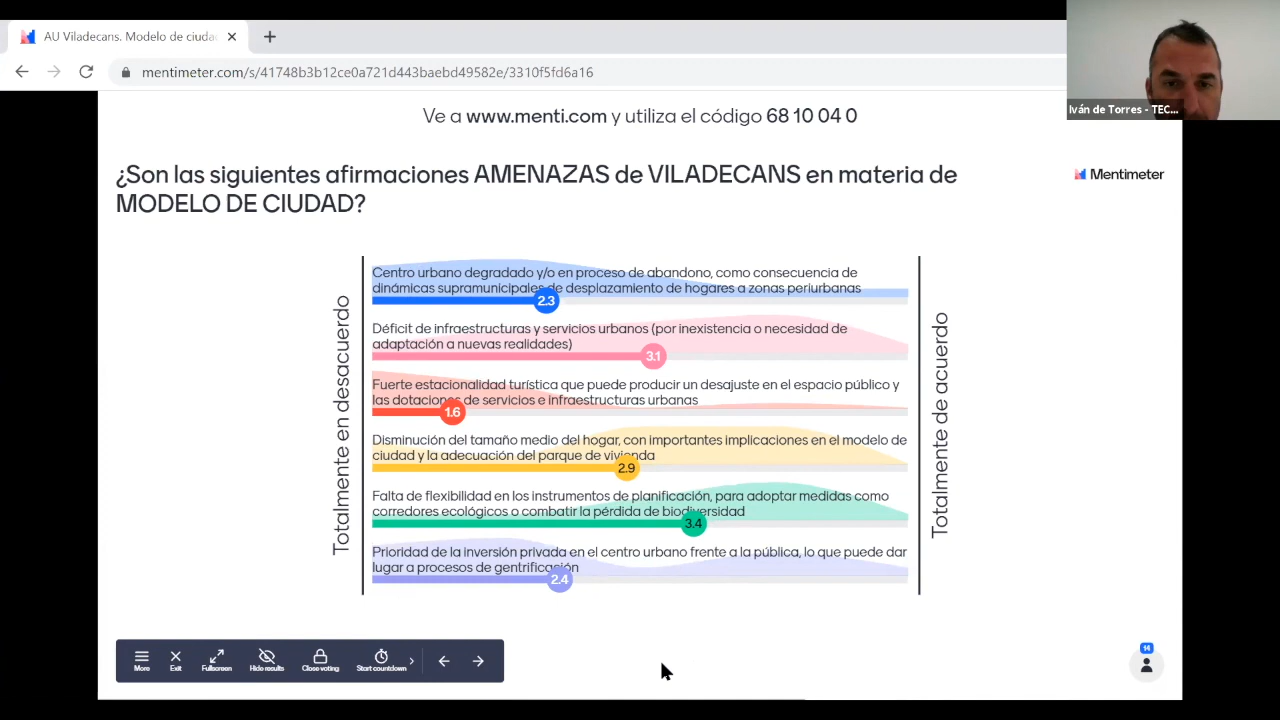 AU Viladecans. Modelo de ciudac
mentimeter.com/s/41748b3b12ce0a721d443baebd49582e/3310f5fd6a16
Iván de Torres - TEC...
Ve a www.menti.com y utiliza el código 68 10 04 0
¿Son las siguientes afirmaciones AMENAZAS de VILADECANS en materia de
MODELO DE CIUDAD?
Mentimeter
Totalmente en desacuerdo
Centro urbano degradado y/o en proceso de abandono, como consecuencia de
dinámicas supramunicipales de desplazamiento de hogares a zonas periurbanas
2.3
Déficit de infraestructuras y servicios urbanos (por inexistencia o necesidad de
adaptación a nuevas realidades)
3.1
Fuerte estacionalidad turística que puede producir un desajuste en el espacio público y
las dotaciones de servicios e infraestructuras urbanas
1.6
Disminución del tamaño medio del hogar, con importantes implicaciones en el modelo de
ciudad y la adecuación del parque de vivienda
2.9
Falta de flexibilidad en los instrumentos de planificación, para adoptar medidas como
corredores ecológicos o combatir la pérdida de biodiversidad
3.4
Prioridad de la inversión privada en el centro urbano frente a la pública, lo que puede dar
lugar a procesos de gentrificación
2.4
Totalmente de acuerdo
More
Exit
Fullscreen
Hide results
Close voting
Start countdown
14